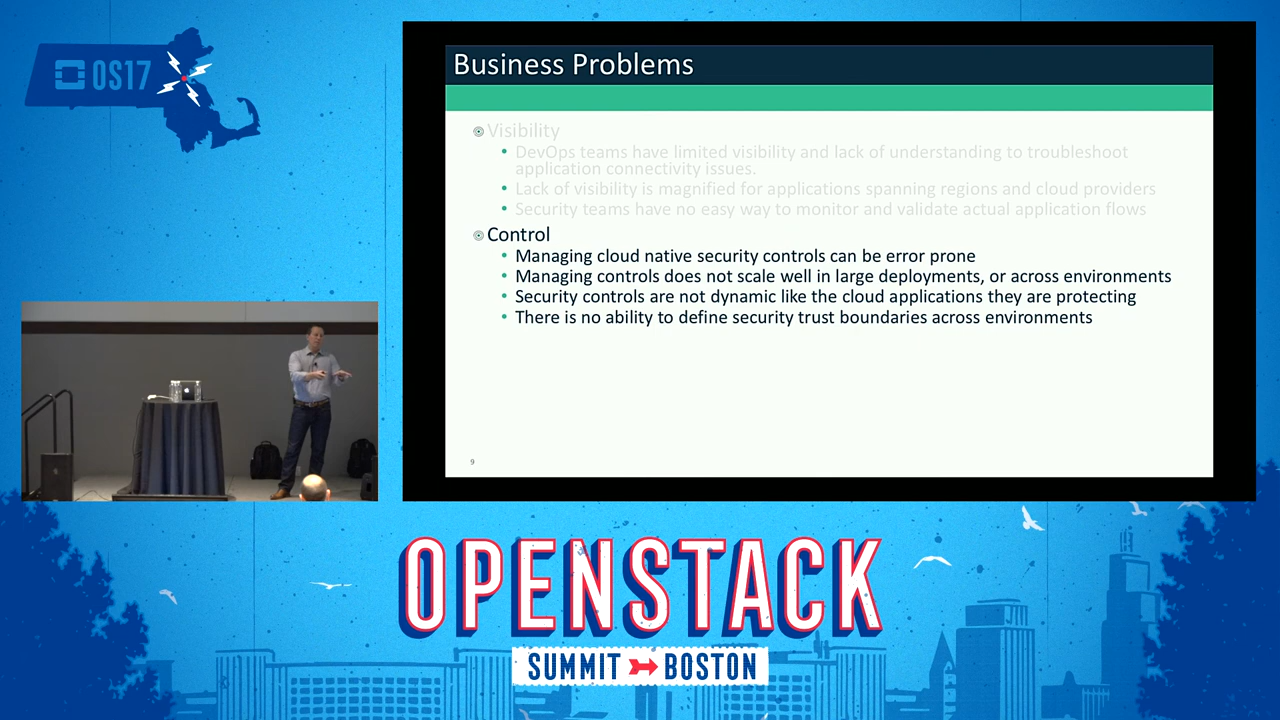 OS17
Business Problems
Visibility
• DevOps teams have limited visibility and lack of understanding to troubleshoot
application connectivity issues.
• Lack of visibility is magnified for applications spanning regions and cloud providers
• Security teams have no easy way to monitor and validate actual application flows
Control
• Managing cloud native security controls can be error prone
• Managing controls does not scale well in large deployments, or across environments
• Security controls are not dynamic like the cloud applications they are protecting
• There is no ability to define security trust boundaries across environments
9
OPENSTACK
SUMMIT BOSTON